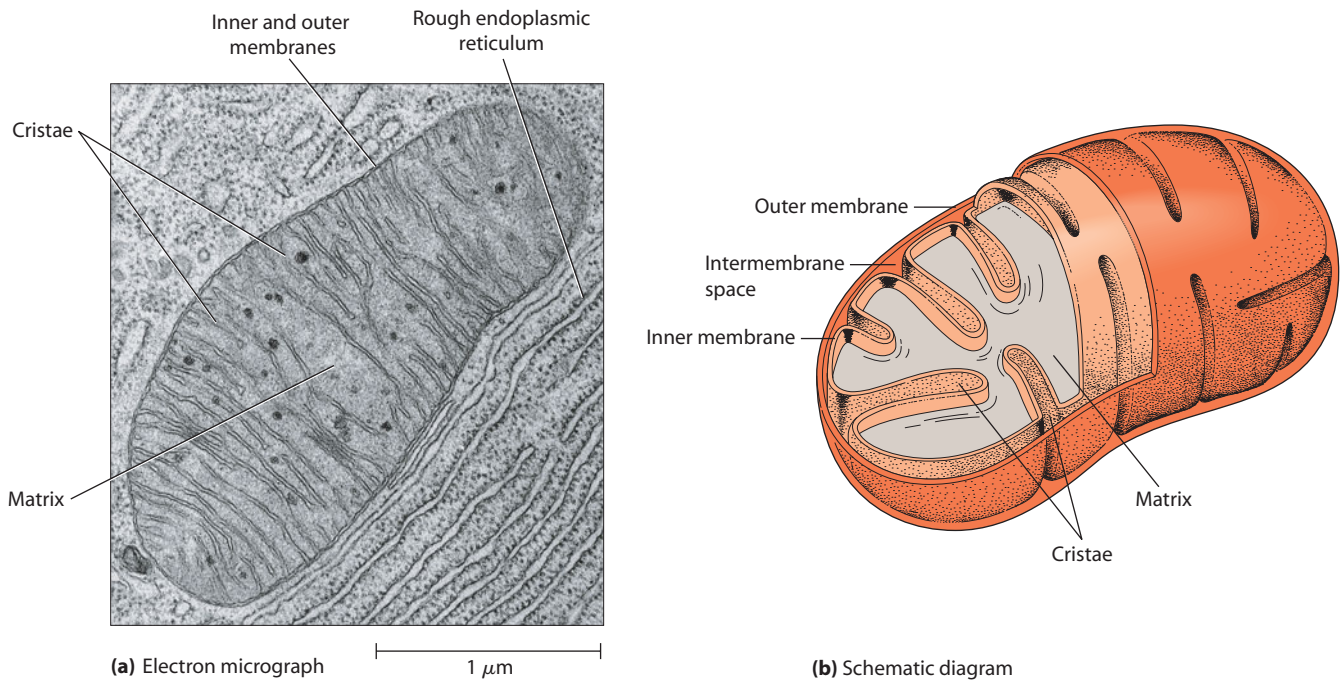 Inner and outer
membranes
Rough endoplasmic
reticulum
Cristae
Matrix
(a) Electron micrograph
1 μm
Outer membrane
Intermembrane
space
Inner membrane
Matrix
Cristae
(b) Schematic diagram